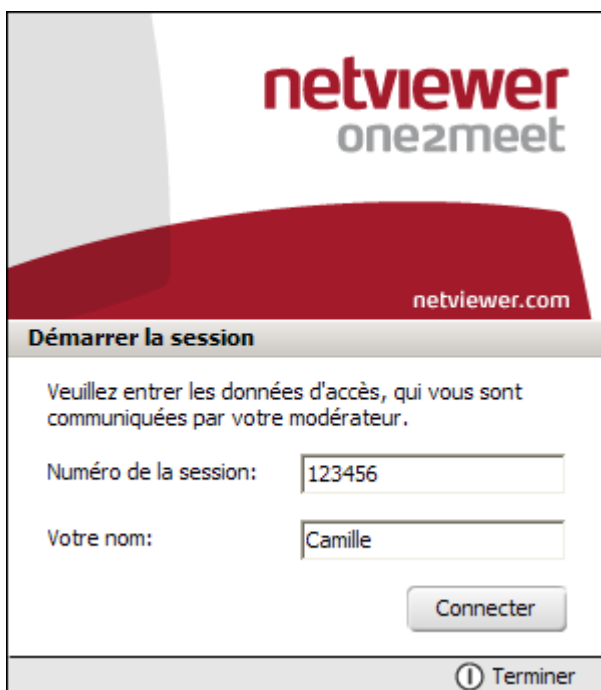 netviewer
one2meet
netviewer.com
Démarrer la session
Veuillez entrer les données d'accès, qui vous sont
communiquées par votre modérateur.
Numéro de la session: 123456
Votre nom: Camille
Connecter
Terminer